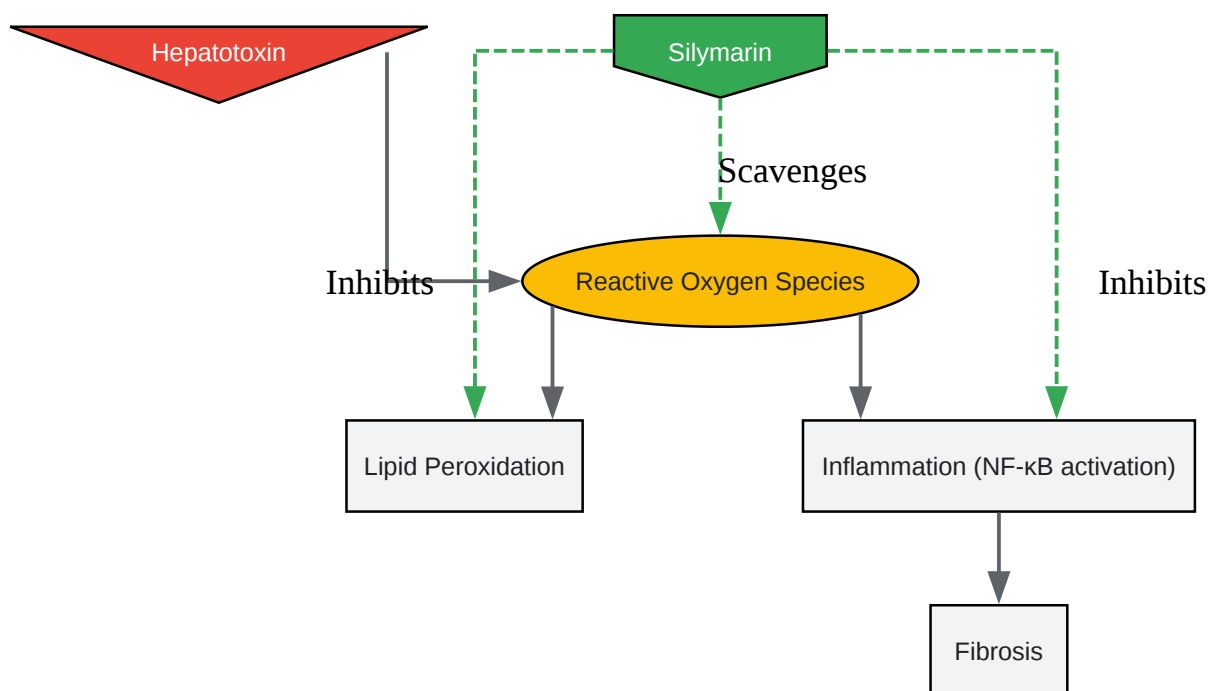 Hepatotoxin
Silymarin
Scavenges
Inhibits
Reactive Oxygen Species
Inhibits
Lipid Peroxidation
Inflammation (NF-κB activation)
Fibrosis